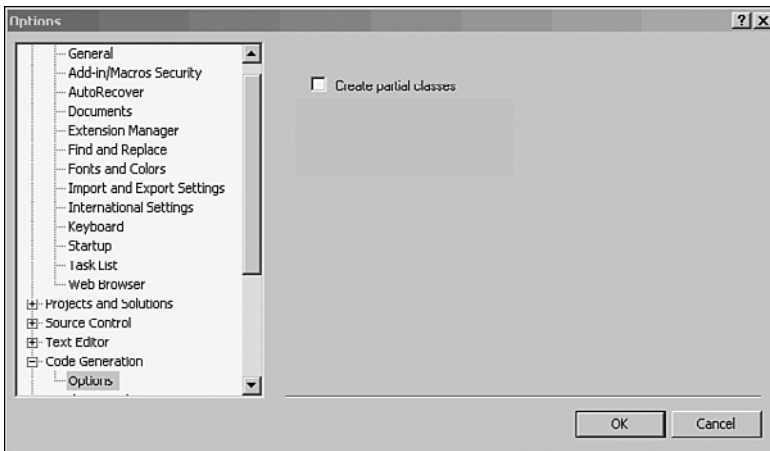 Options
General
Add-in/Macros Security
AutoRecover
Documents
Extension Manager
Find and Replace
Fonts and Colors
Import and Export Settings
International Settings
Keyboard
Startup
Task List
Web Browser
Projects and Solutions
Source Control
Text Editor
Code Generation
Options
Create partial classes
OK
Cancel